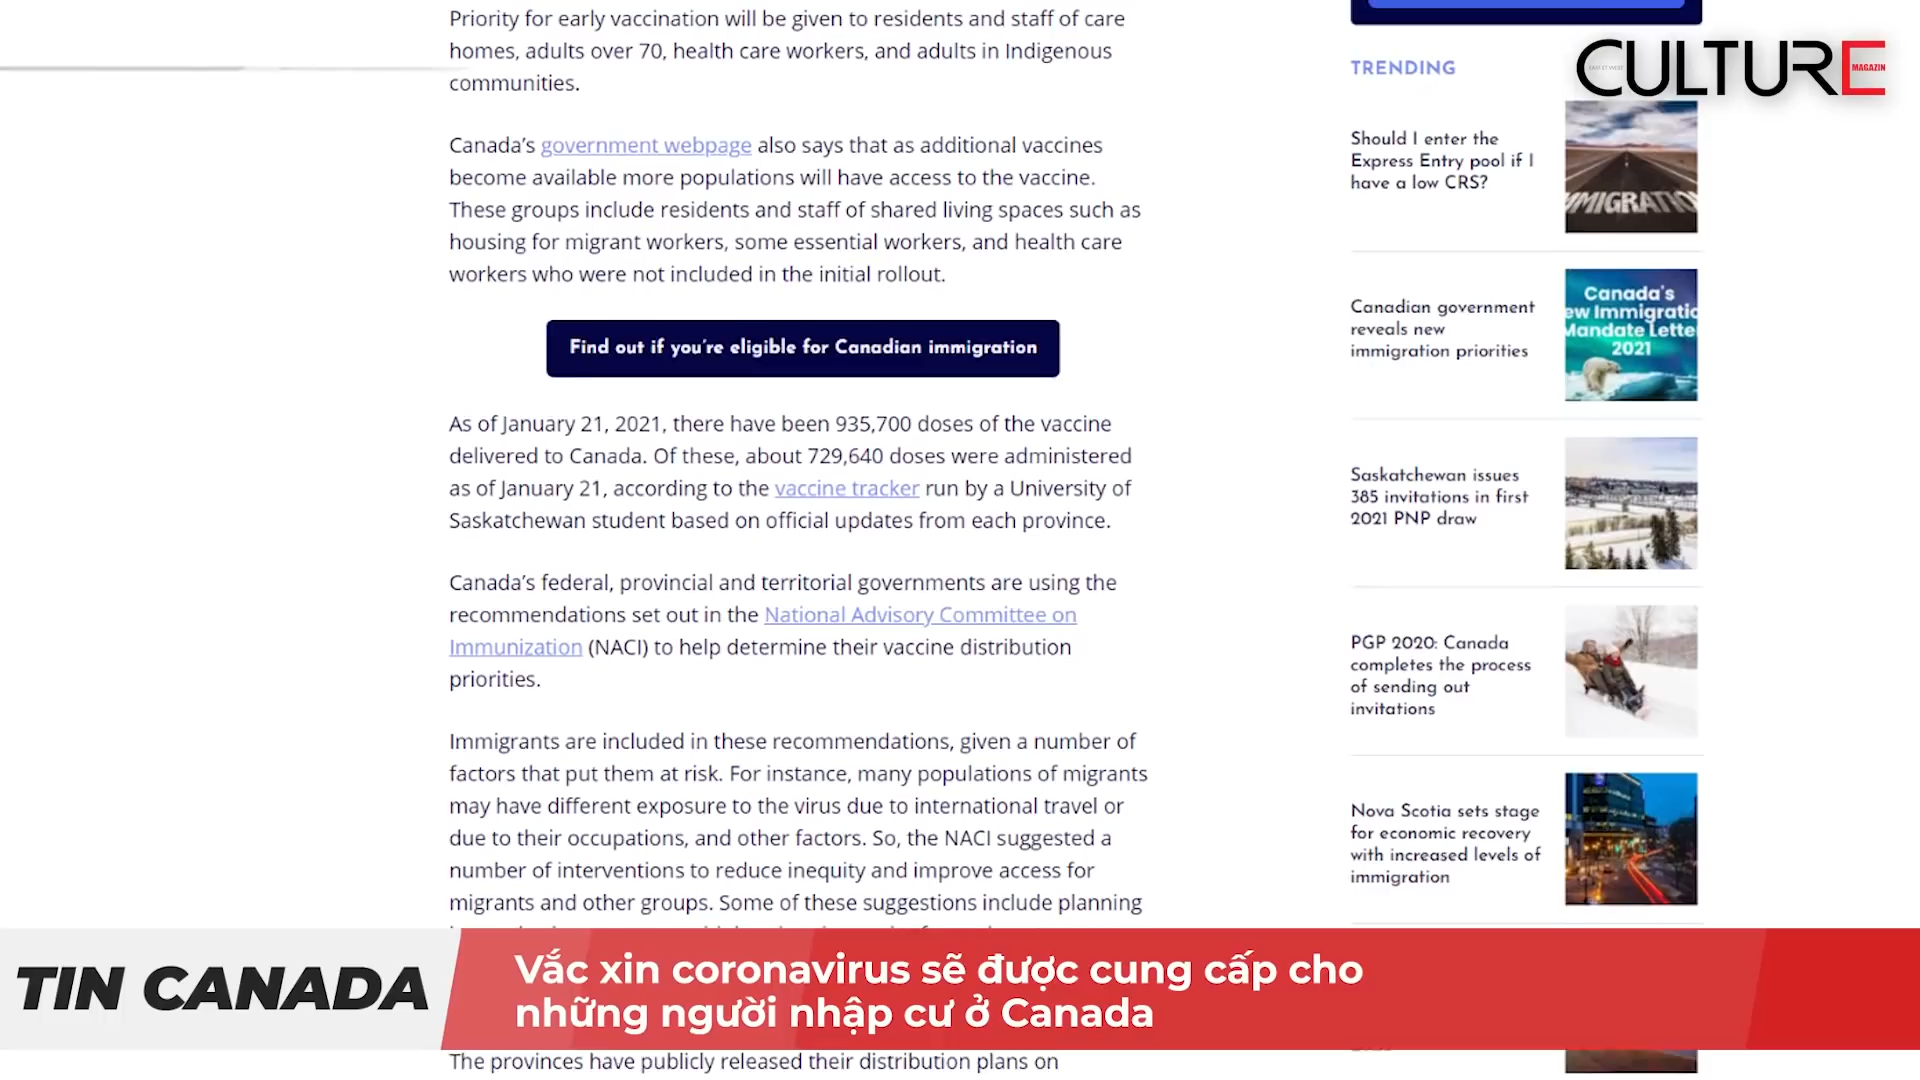 Priority for early vaccination will be given to residents and staff of care
homes, adults over 70, health care workers, and adults in Indigenous
communities.
Canada's government webpage also says that as additional vaccines
become available more populations will have access to the vaccine.
These groups include residents and staff of shared living spaces such as
housing for migrant workers, some essential workers, and health care
workers who were not included in the initial rollout.
Find out if you're eligible for Canadian immigration
As of January 21, 2021, there have been 935,700 doses of the vaccine
delivered to Canada. Of these, about 729,640 doses were administered
as of January 21, according to the vaccine tracker run by a University of
Saskatchewan student based on official updates from each province.
Canada's federal, provincial and territorial governments are using the
recommendations set out in the National Advisory Committee on
Immunization (NACI) to help determine their vaccine distribution
priorities.
Immigrants are included in these recommendations, given a number of
factors that put them at risk. For instance, many populations of migrants
may have different exposure to the virus due to international travel or
due to their occupations, and other factors. So, the NACI suggested a
number of interventions to reduce inequity and improve access for
migrants and other groups. Some of these suggestions include planning
The provinces have publicly released their distribution plans on
CULTURE
MAGAZIN
TRENDING
Should I enter the
Express Entry pool if I
have a low CRS?
Canadian government
reveals new
immigration priorities
Canada's
2021
Saskatchewan issues
385 invitations in first
2021 PNP draw
PGP 2020: Canada
completes the process
of sending out
invitations
Nova Scotia sets stage
for economic recovery
with increased levels of
immigration
TIN CANADA
Vắc xin coronavirus sẽ được cung cấp cho
những người nhập cư ở Canada